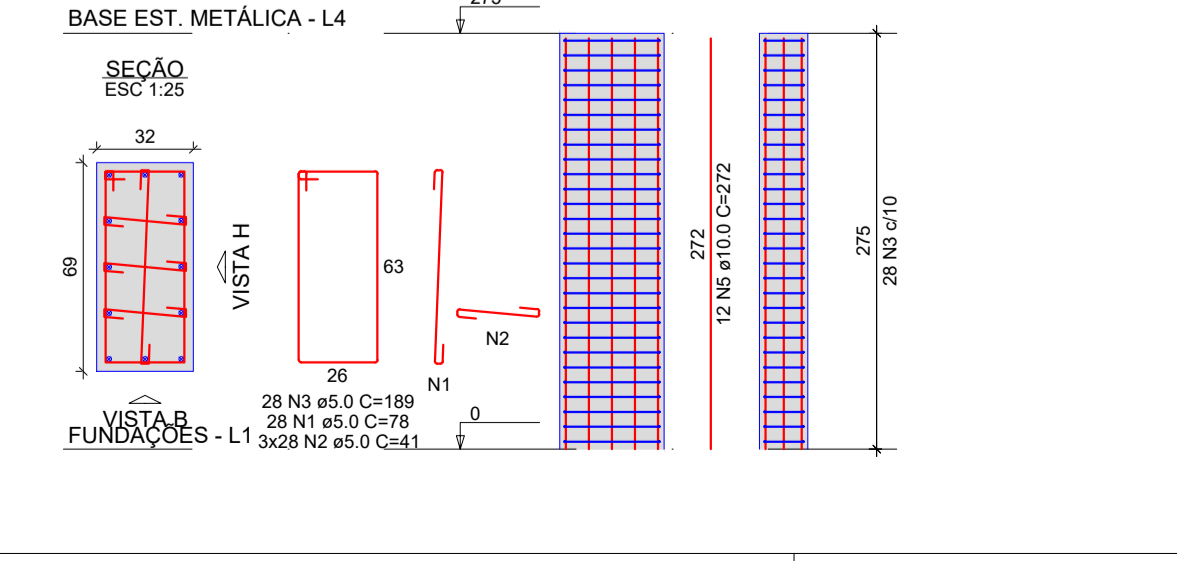 275
BASE EST. METÁLICA - L4
SEÇÃO
ESC 1:25
32
69
VISTA H
63
26
N1
N2
28 N3 ø5.0 C=189
28 N1 ø5.0 C=78
3x28 N2 ø5.0 C=41
272
12 N5 ø10.0 C=272
275
28 N3 c/10
VISTA B
0
FUNDAÇÕES - L1